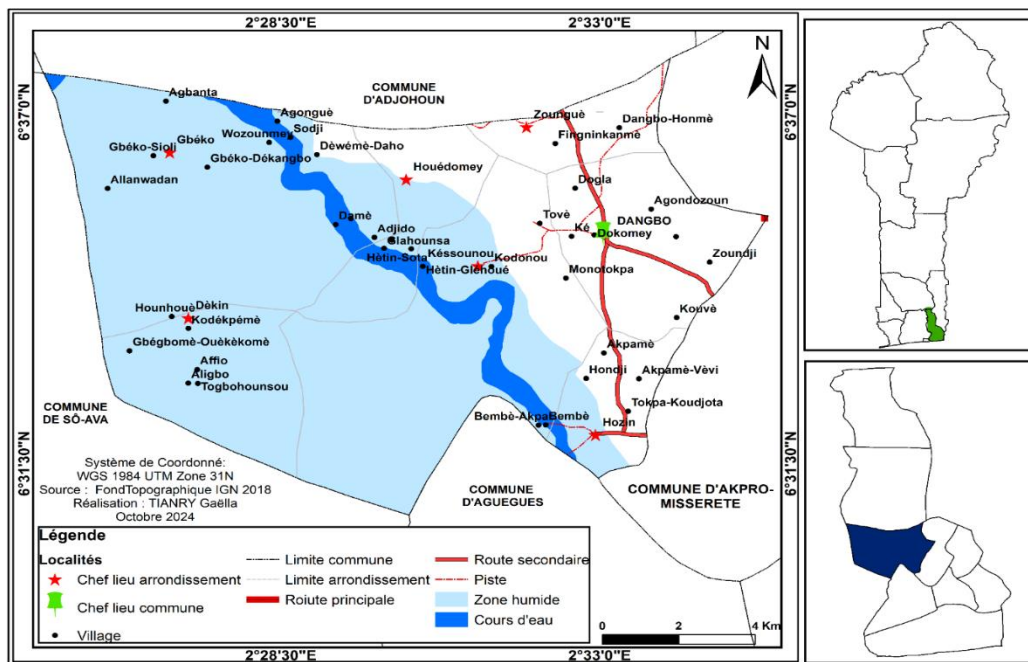 2°28'30"E 2°33'0"E
6°37'0"N
6°37'0"N
6°31'30"N
6°31'30"N
2°28'30"E 2°33'0"E
N
COMMUNE
D'ADJOHOUN
Agbanta
Agonguè
Sodji
Wozounmey
Gbéko
Gbéko-Sioli
Gbéko-Dékangbo
Dèwémè-Daho
Allanwadan
Houédomey
Zounguè
Fingninkanmè
Dangbo-Honmè
Dogla
Agondozoun
Tovè
Ké
DANGBO
Dokomey
Zoundji
Damè
Adjido
Glahounsa
Hètin-Sota
Késsounou
Hètin-Gléhoué
Kodonou
Monotokpa
Kouvè
Hounhouè
Dèkin
Kodékpémè
Gbégbomè-Ouèkèkomè
Affio
Aligbo
Togbohounsou
Akpamè
Hondji
Akpamè-Vèvi
Tokpa-Koudjota
Bembè-Akpa
Bembè
Hozin
COMMUNE
DE SÔ-AVA
COMMUNE
D'AGUEGUES
COMMUNE D'AKPRO-
MISSERETE
Système de Coordonné:
WGS 1984 UTM Zone 31N
Source : FondTopographique IGN 2018
Réalisation : TIANRY Gaëlla
Octobre 2024
Légende
Localités
Chef lieu arrondissement
Chef lieu commune
Village
Limite commune
Limite arrondissement
Roiute principale
Route secondaire
Piste
Zone humide
Cours d'eau
0 2 4 Km